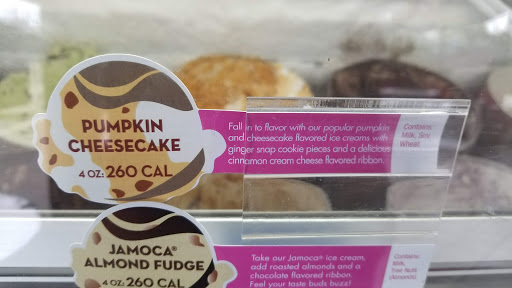 PUMPKIN
CHEESECAKE
4 OZ: 260 CAL
Fall in to flavor with our popular pumpkin
and cheesecake flavored ice creams with
ginger snap cookie pieces and a delicious
cinnamon cream cheese flavored ribbon.
Contains:
Milk, Soy,
Wheat
JAMOCA®
ALMOND FUDGE
4 OZ: 260 CAL
Take our Jamoca® ice cream,
add roasted almonds and a
chocolate flavored ribbon.
Feel your taste buds buzz!
Contains:
Milk,
Tree Nuts
(Almonds)